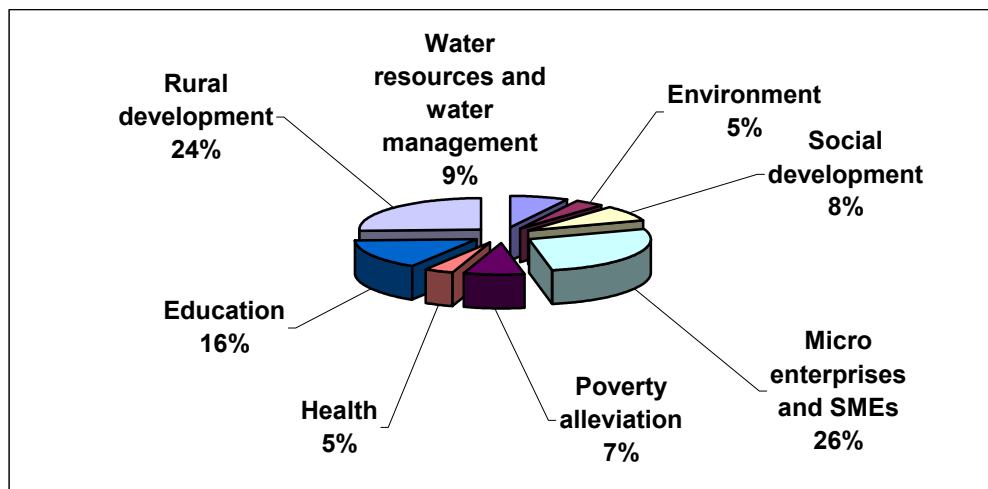 Water
resources and
water
management
9%
Environment
5%
Social
development
8%
Micro
enterprises
and SMEs
26%
Poverty
alleviation
7%
Health
5%
Education
16%
Rural
development
24%